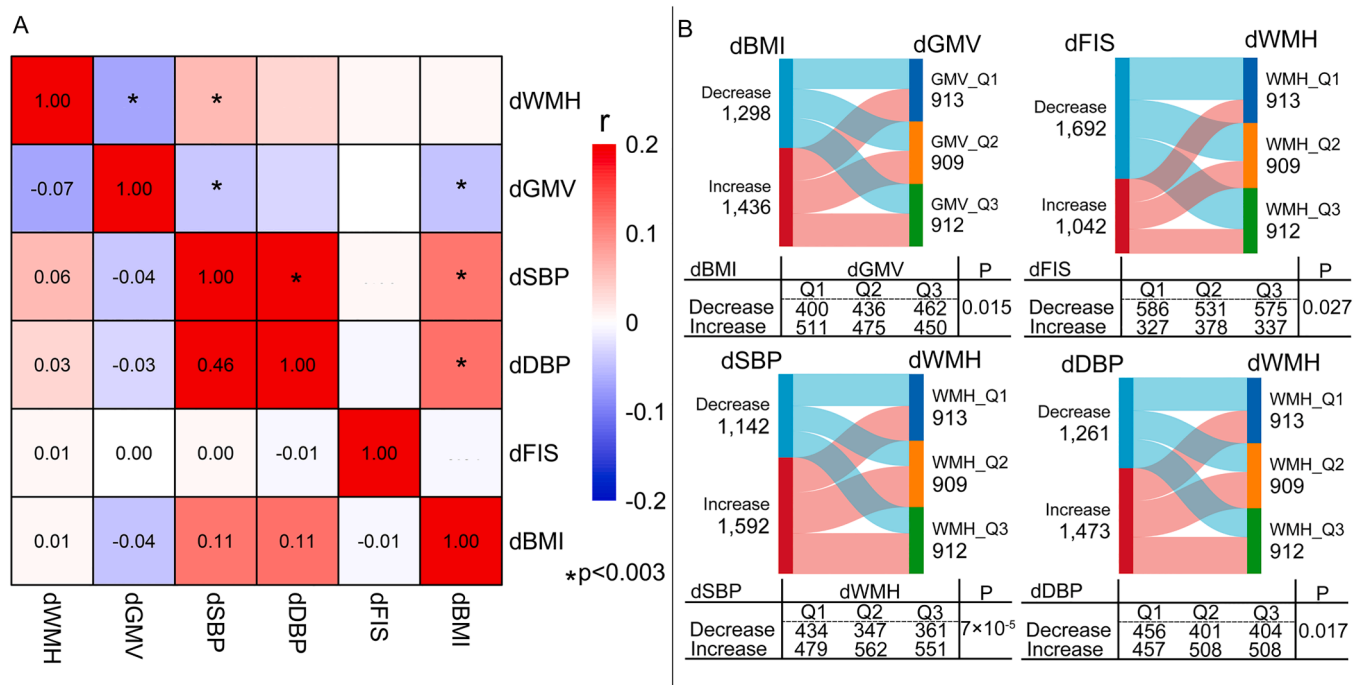 A
1.00 * * dWMH
-0.07 1.00 * * dGMV
0.06 -0.04 1.00 * * dSBP
0.03 -0.03 0.46 1.00 * dDBP
0.01 0.00 0.00 -0.01 1.00 dFIS
0.01 -0.04 0.11 0.11 -0.01 1.00 dBMI
dWMH dGMV dSBP dDBP dFIS dBMI
r
0.2
0.1
0
-0.1
-0.2
*p<0.003
B
dBMI dGMV
Decrease
1,298
Increase
1,436
GMV_Q1
913
GMV_Q2
909
GMV_Q3
912
dBMI dGMV P
Q1 Q2 Q3
Decrease 400 436 462 0.015
Increase 511 475 450
dFIS dWMH
Decrease
1,692
Increase
1,042
WMH_Q1
913
WMH_Q2
909
WMH_Q3
912
dFIS P
Q1 Q2 Q3
Decrease 586 531 575 0.027
Increase 327 378 337
dSBP dWMH
Decrease
1,142
Increase
1,592
WMH_Q1
913
WMH_Q2
909
WMH_Q3
912
dSBP dWMH P
Q1 Q2 Q3
Decrease 434 347 361 7×10⁻⁵
Increase 479 562 551
dDBP dWMH
Decrease
1,261
Increase
1,473
WMH_Q1
913
WMH_Q2
909
WMH_Q3
912
dDBP P
Q1 Q2 Q3
Decrease 456 401 404 0.017
Increase 457 508 508